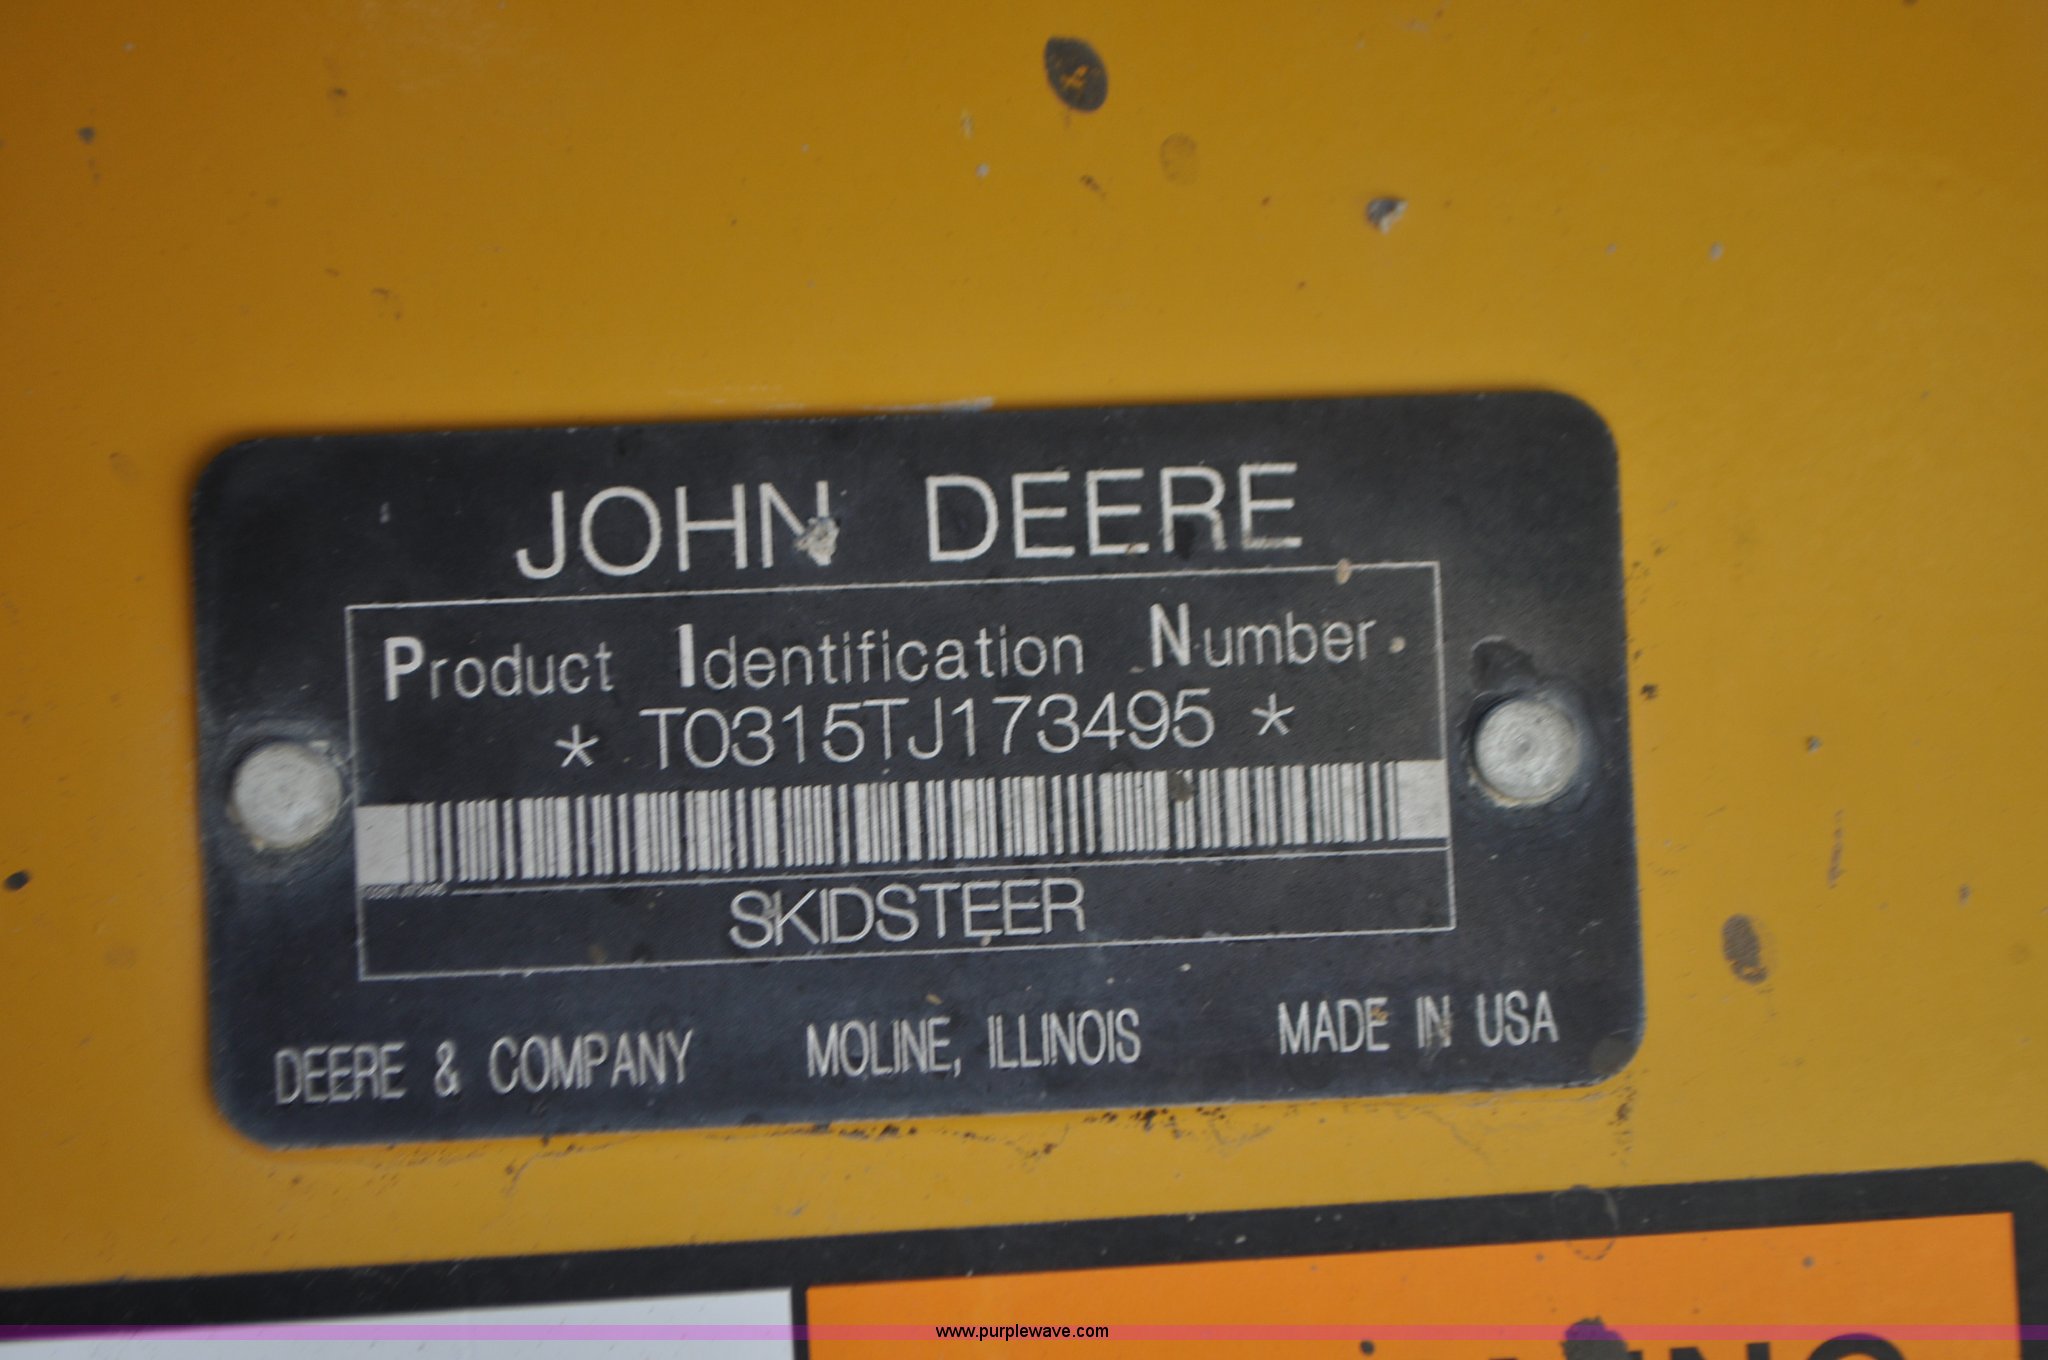 JOHN DEERE
Product Identification Number
* T0315TJ173495 *
SKIDSTEER
DEERE & COMPANY MOLINE, ILLINOIS MADE IN USA
www.purplewave.com